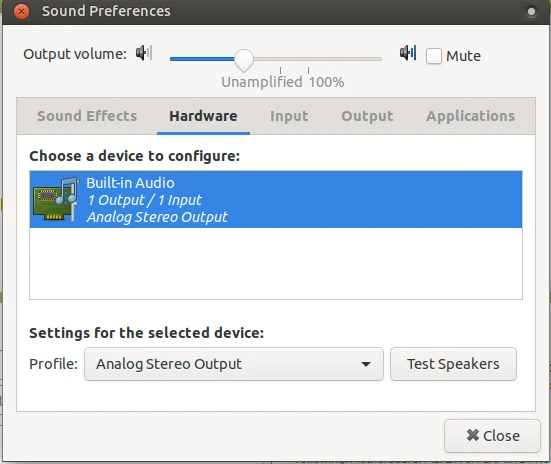 Sound Preferences
Output volume:
Mute
Unamplified 100%
Sound Effects Hardware Input Output Applications
Choose a device to configure:
Built-in Audio
1 Output / 1 Input
Analog Stereo Output
Settings for the selected device:
Profile: Analog Stereo Output Test Speakers
Close